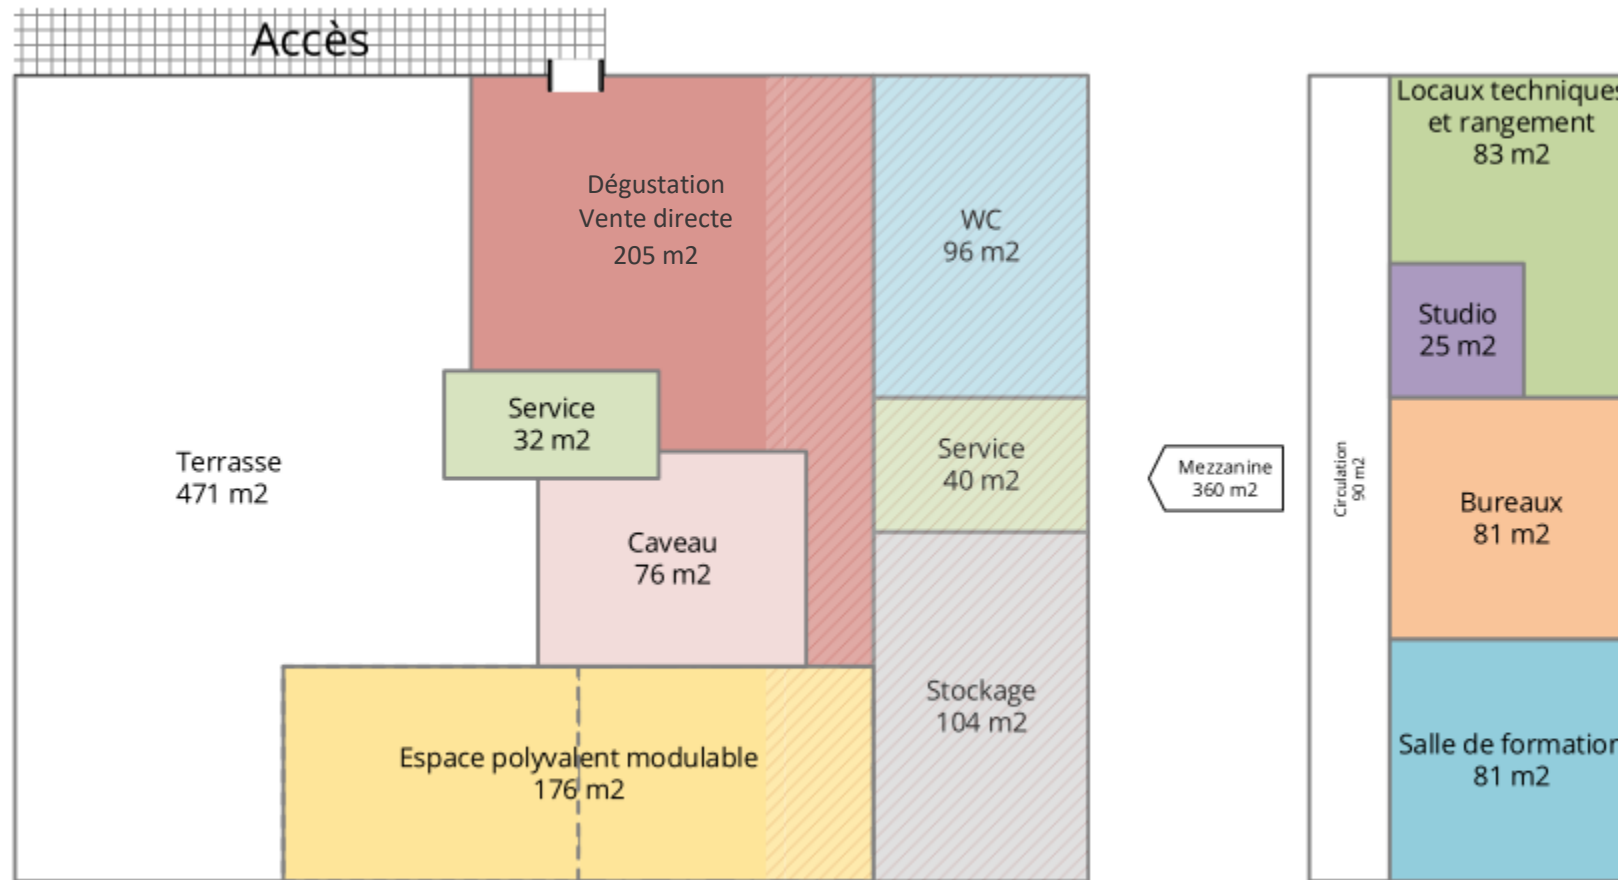 Accès
Dégustation
Vente directe
205 m2
WC
96 m2
Service
32 m2
Service
40 m2
Terrasse
471 m2
Caveau
76 m2
Stockage
104 m2
Espace polyvalent modulable
176 m2
Mezzanine
360 m2
Circulation
90 m2
Locaux techniques
et rangement
83 m2
Studio
25 m2
Bureaux
81 m2
Salle de formation
81 m2